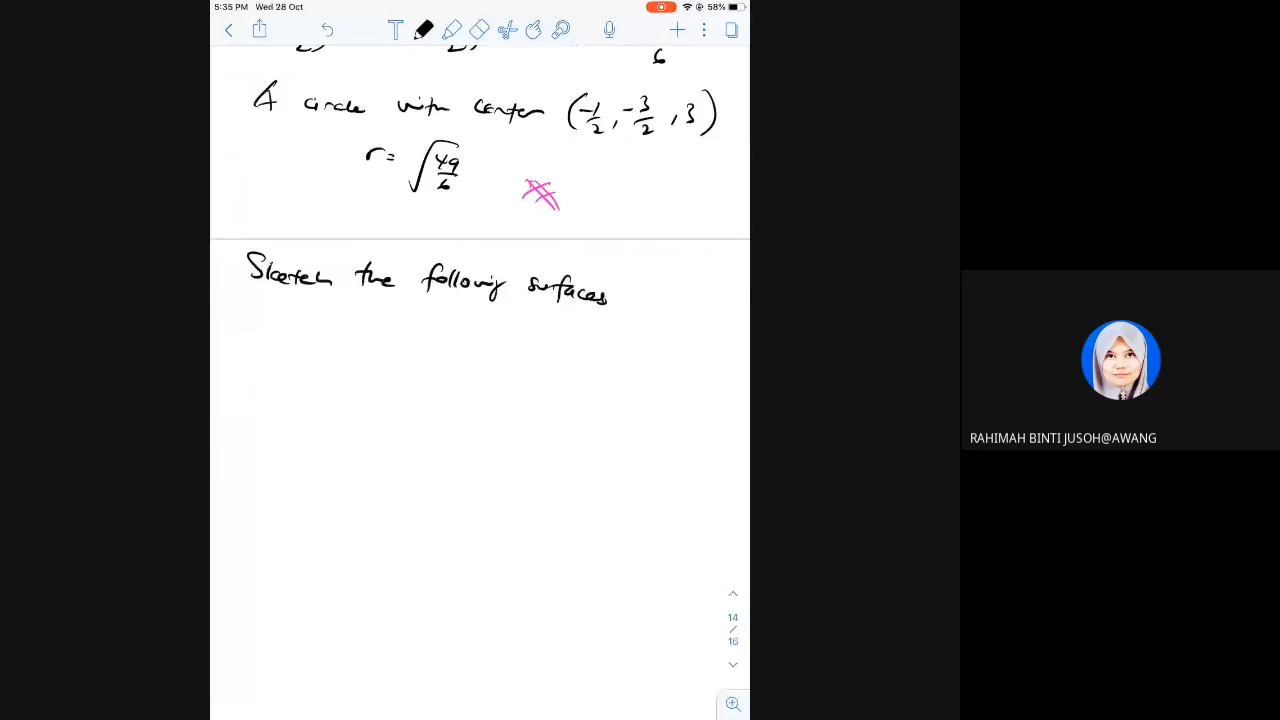 5:35 PM Wed 28 Oct 58%
6
A circle with center (-1/2, -3/2, 3)
r = √(49/6)
Sketch the following surfaces
RAHIMAH BINTI JUSOH@AWANG
14
/
16